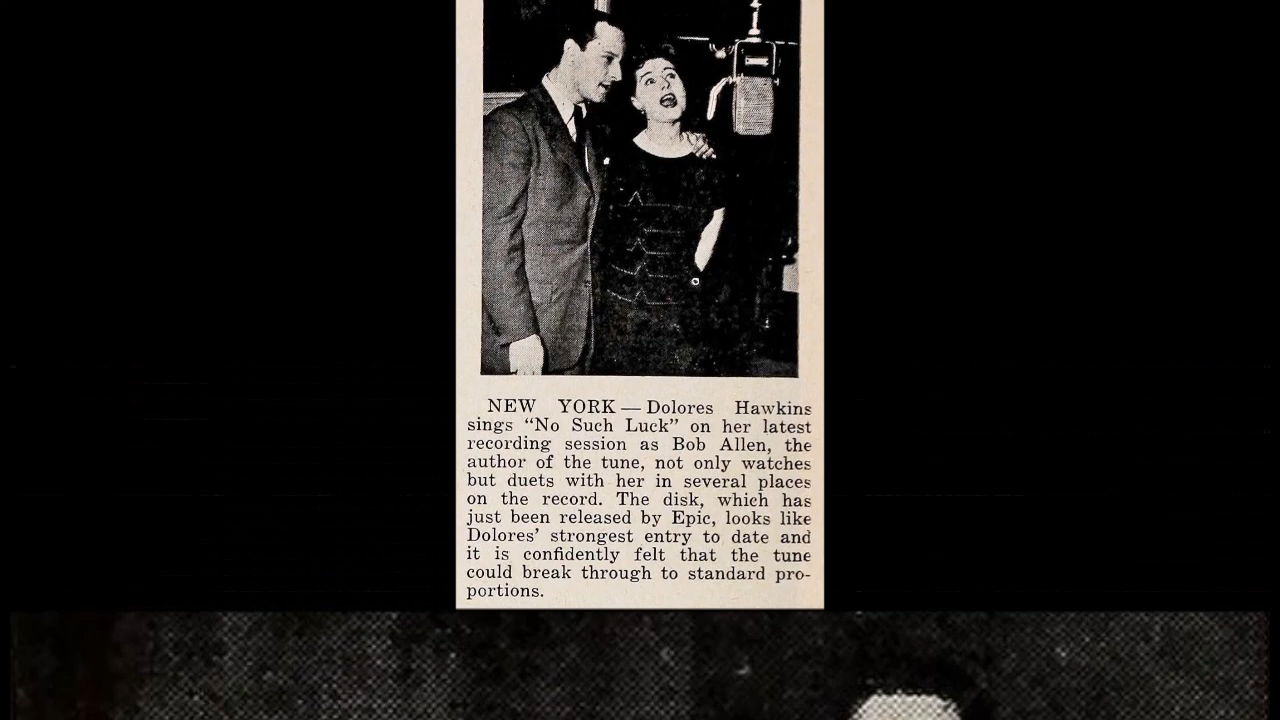 NEW YORK — Dolores Hawkins
sings “No Such Luck” on her latest
recording session as Bob Allen, the
author of the tune, not only watches
but duets with her in several places
on the record. The disk, which has
just been released by Epic, looks like
Dolores’ strongest entry to date and
it is confidently felt that the tune
could break through to standard pro-
portions.